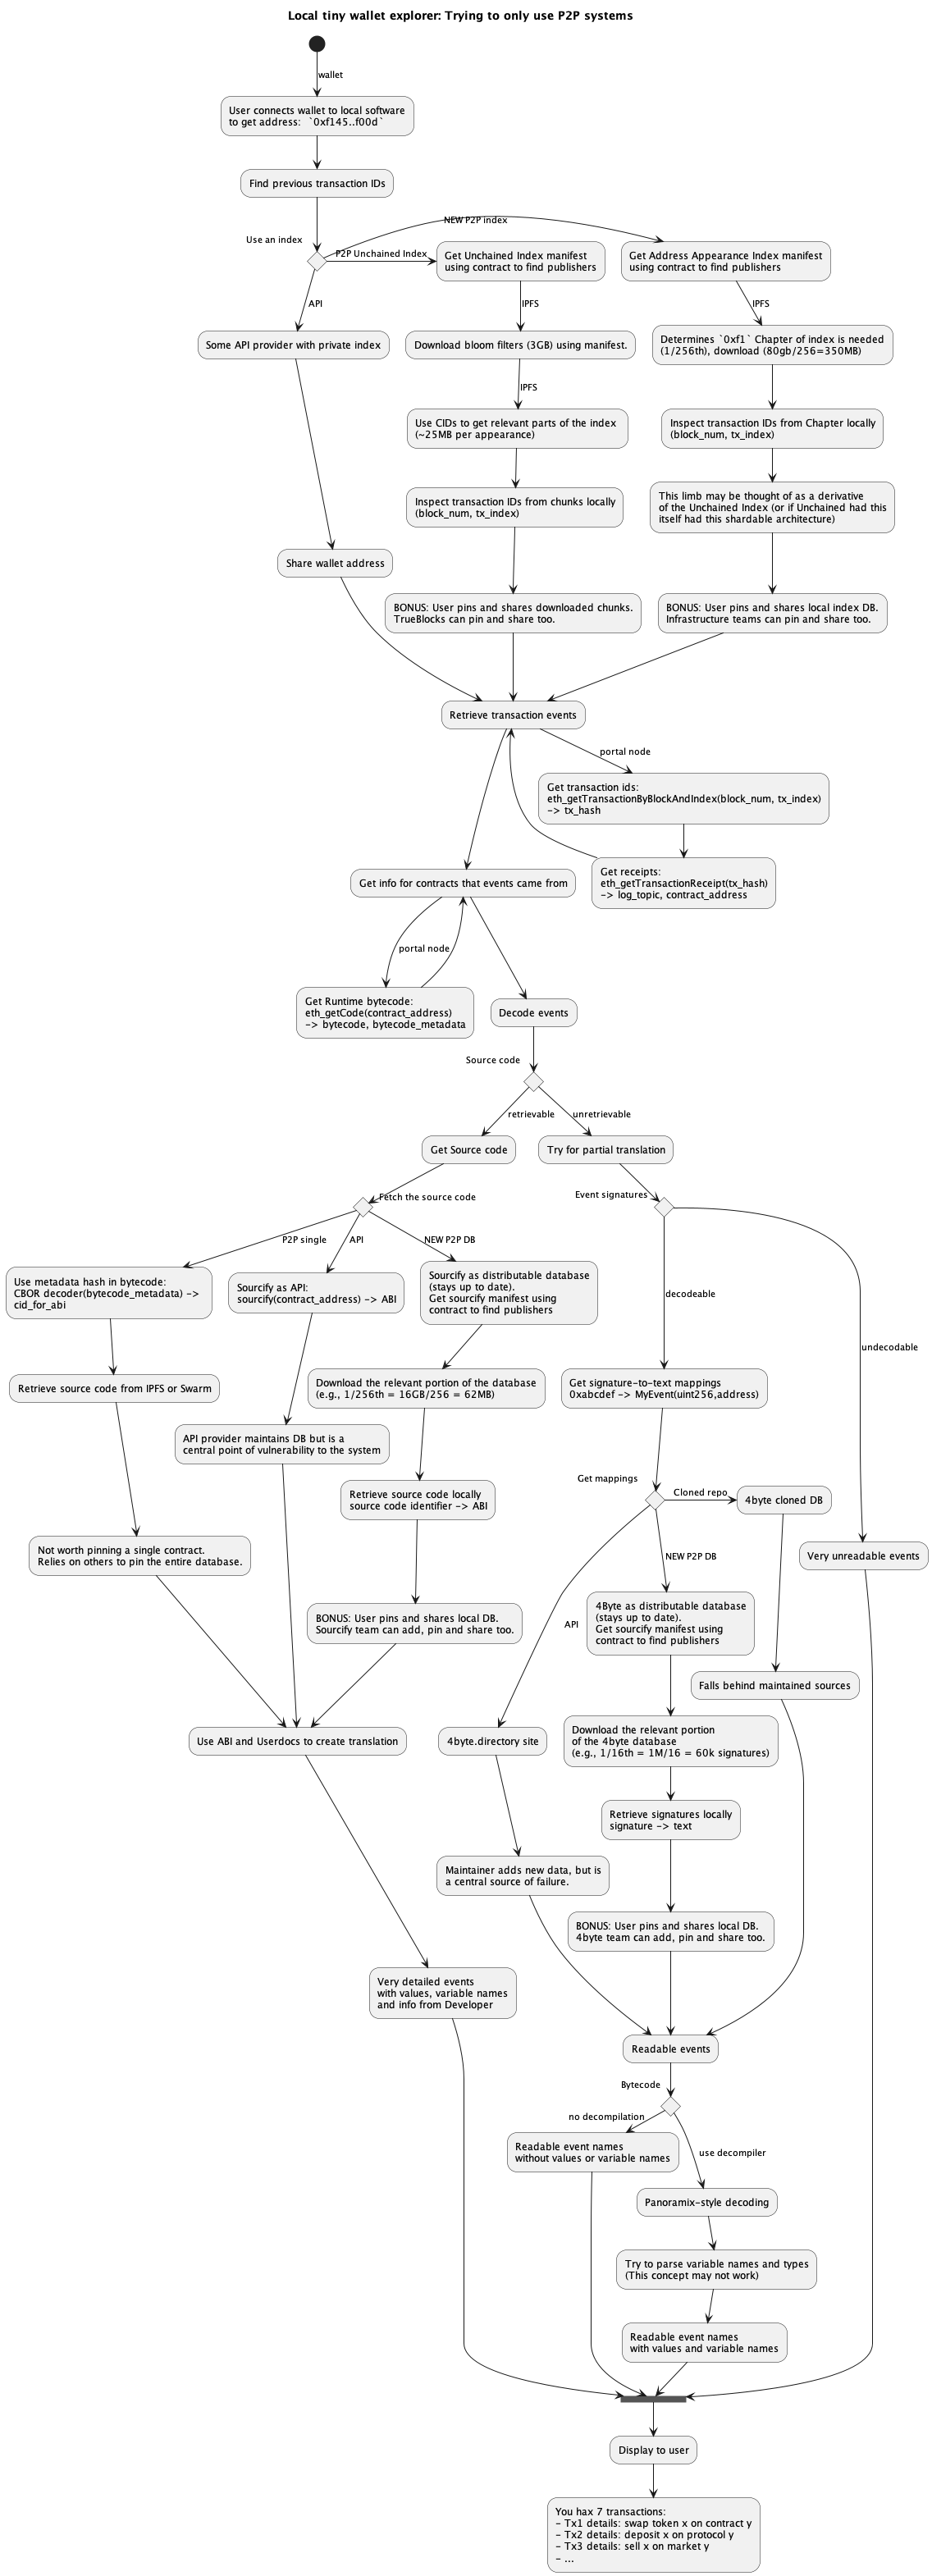 Local tiny wallet explorer: Trying to only use P2P systems
wallet
User connects wallet to local software
to get address:  `0xf145..f00d`
Find previous transaction IDs
Use an index
NEW P2P index
P2P Unchained Index
API
Get Unchained Index manifest
using contract to find publishers
Get Address Appearance Index manifest
using contract to find publishers
IPFS
IPFS
Some API provider with private index
Download bloom filters (3GB) using manifest.
Determines `0xf1` Chapter of index is needed
(1/256th), download (80gb/256=350MB)
IPFS
Use CIDs to get relevant parts of the index
(~25MB per appearance)
Inspect transaction IDs from Chapter locally
(block_num, tx_index)
Inspect transaction IDs from chunks locally
(block_num, tx_index)
This limb may be thought of as a derivative
of the Unchained Index (or if Unchained had this
itself had this shardable architecture)
Share wallet address
BONUS: User pins and shares downloaded chunks.
TrueBlocks can pin and share too.
BONUS: User pins and shares local index DB.
Infrastructure teams can pin and share too.
Retrieve transaction events
portal node
Get transaction ids:
eth_getTransactionByBlockAndIndex(block_num, tx_index)
-> tx_hash
Get info for contracts that events came from
Get receipts:
eth_getTransactionReceipt(tx_hash)
-> log_topic, contract_address
portal node
Get Runtime bytecode:
eth_getCode(contract_address)
-> bytecode, bytecode_metadata
Decode events
Source code
retrievable
unretrievable
Get Source code
Try for partial translation
Fetch the source code
Event signatures
P2P single
API
NEW P2P DB
Use metadata hash in bytecode:
CBOR decoder(bytecode_metadata) ->
cid_for_abi
Sourcify as API:
sourcify(contract_address) -> ABI
Sourcify as distributable database
(stays up to date).
Get sourcify manifest using
contract to find publishers
decodeable
undecodable
Retrieve source code from IPFS or Swarm
Download the relevant portion of the database
(e.g., 1/256th = 16GB/256 = 62MB)
Get signature-to-text mappings
0xabcdef -> MyEvent(uint256,address)
API provider maintains DB but is a
central point of vulnerability to the system
Get mappings
Retrieve source code locally
source code identifier -> ABI
Cloned repo
4byte cloned DB
Not worth pinning a single contract.
Relies on others to pin the entire database.
NEW P2P DB
Very unreadable events
BONUS: User pins and shares local DB.
Sourcify team can add, pin and share too.
API
4Byte as distributable database
(stays up to date).
Get sourcify manifest using
contract to find publishers
Falls behind maintained sources
Use ABI and Userdocs to create translation
4byte.directory site
Download the relevant portion
of the 4byte database
(e.g., 1/16th = 1M/16 = 60k signatures)
Retrieve signatures locally
signature -> text
Maintainer adds new data, but is
a central source of failure.
BONUS: User pins and shares local DB.
4byte team can add, pin and share too.
Very detailed events
with values, variable names
and info from Developer
Readable events
Bytecode
no decompilation
use decompiler
Readable event names
without values or variable names
Panoramix-style decoding
Try to parse variable names and types
(This concept may not work)
Readable event names
with values and variable names
Display to user
You hax 7 transactions:
- Tx1 details: swap token x on contract y
- Tx2 details: deposit x on protocol y
- Tx3 details: sell x on market y
- ...